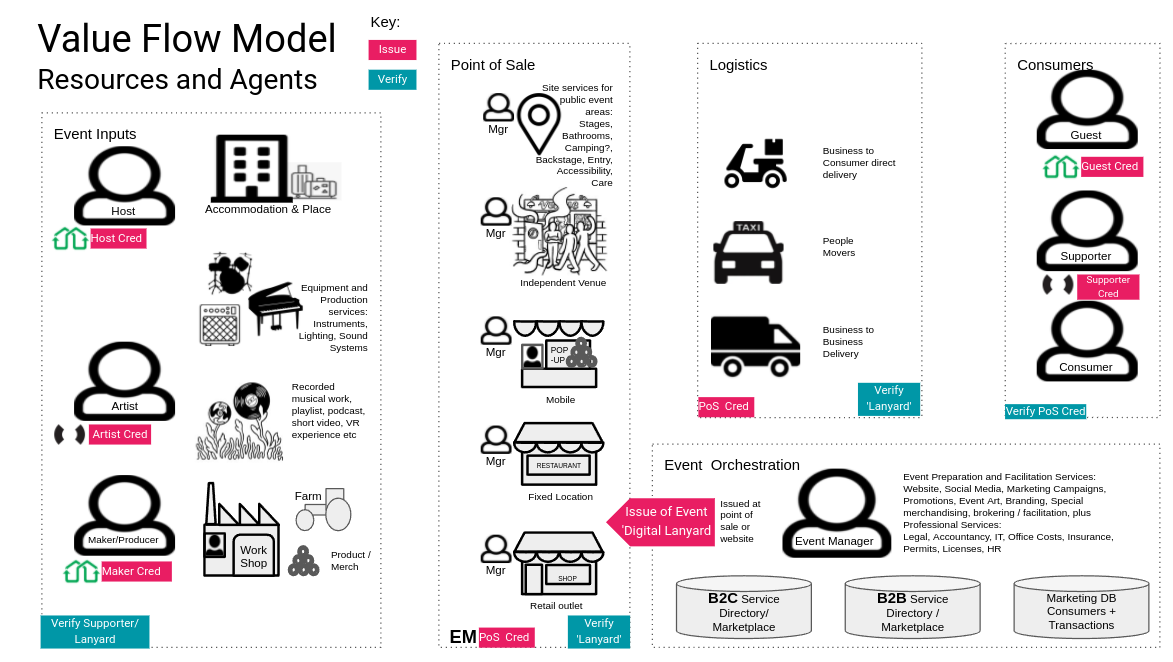 Value Flow Model
Resources and Agents
Key:
Issue
Verify
Event Inputs
Host
Host Cred
Accommodation & Place
Equipment and
Production
services:
Instruments,
Lighting, Sound
Systems
Artist
Artist Cred
Recorded
musical work,
playlist, podcast,
short video, VR
experience etc
Maker/Producer
Maker Cred
Work
Shop
Farm
Product /
Merch
Verify Supporter/
Lanyard
Point of Sale
Mgr
Site services for
public event
areas:
Stages,
Bathrooms,
Camping?,
Backstage, Entry,
Accessibility,
Care
Mgr
Independent Venue
Mgr
POP
-UP
Mobile
Mgr
RESTAURANT
Fixed Location
Mgr
SHOP
Retail outlet
EM
PoS Cred
Verify
'Lanyard'
Logistics
Business to
Consumer direct
delivery
TAXI
People
Movers
Business to
Business
Delivery
PoS Cred
Verify
'Lanyard'
Consumers
Guest
Guest Cred
Supporter
Supporter
Cred
Consumer
Verify PoS Cred
Event Orchestration
Issue of Event
'Digital Lanyard
Issued at
point of
sale or
website
Event Manager
Event Preparation and Facilitation Services:
Website, Social Media, Marketing Campaigns,
Promotions, Event Art, Branding, Special
merchandising, brokering / facilitation, plus
Professional Services:
Legal, Accountancy, IT, Office Costs, Insurance,
Permits, Licenses, HR
B2C Service
Directory/
Marketplace
B2B Service
Directory /
Marketplace
Marketing DB
Consumers +
Transactions